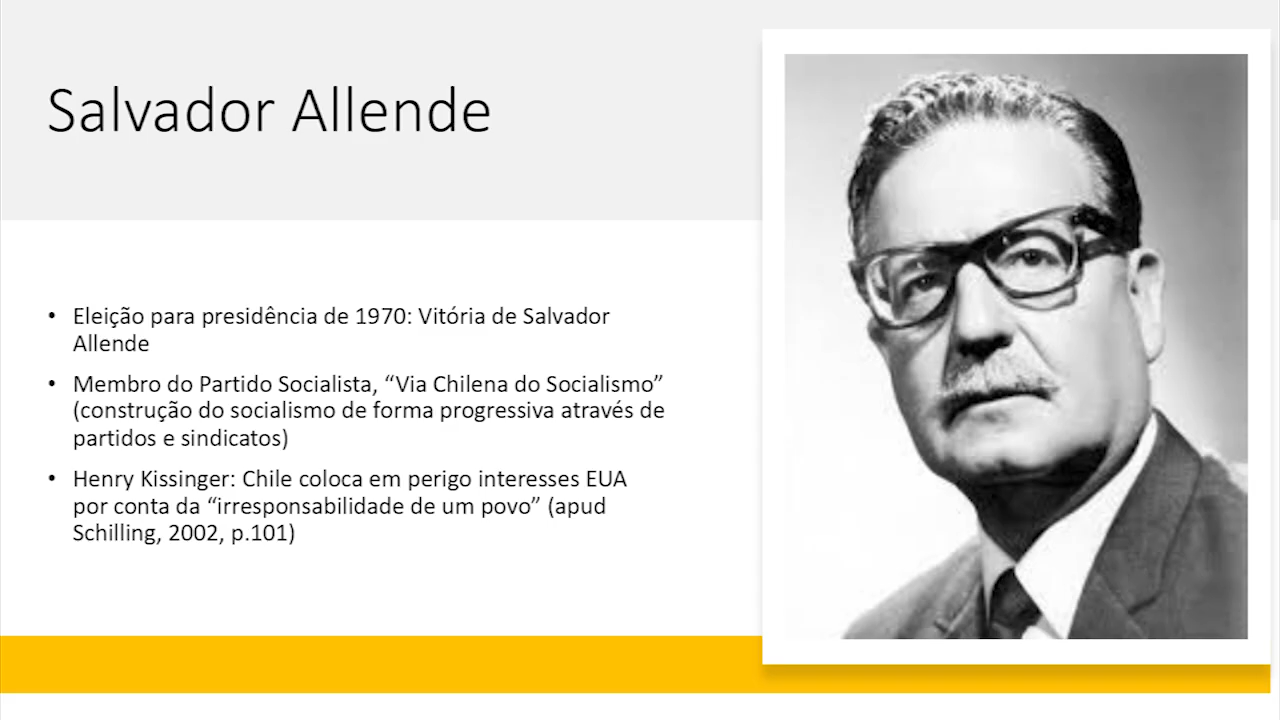 Salvador Allende
• Eleição para presidência de 1970: Vitória de Salvador
Allende
• Membro do Partido Socialista, “Via Chilena do Socialismo”
(construção do socialismo de forma progressiva através de
partidos e sindicatos)
• Henry Kissinger: Chile coloca em perigo interesses EUA
por conta da “irresponsabilidade de um povo” (apud
Schilling, 2002, p.101)